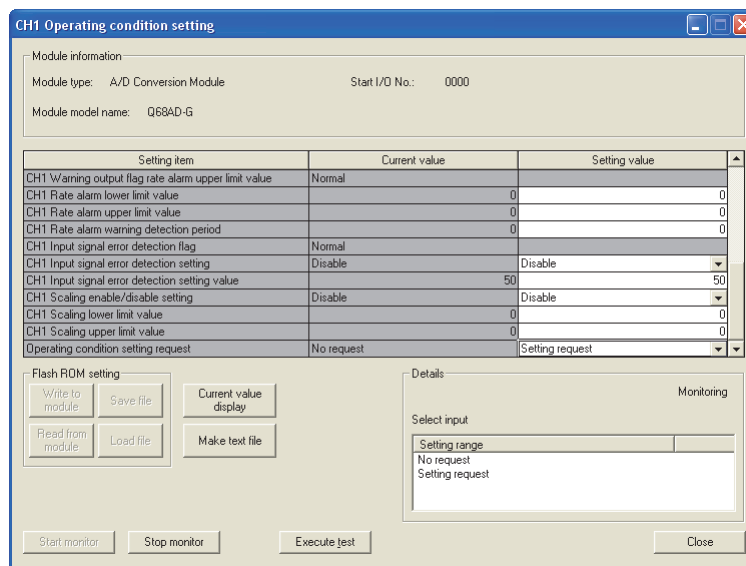 CH1 Operating condition setting
Module information
Module type: A/D Conversion Module Start I/O No.: 0000
Module model name: Q68AD-G
Setting item Current value Setting value
CH1 Warning output flag rate alarm upper limit value Normal
CH1 Rate alarm lower limit value 0 0
CH1 Rate alarm upper limit value 0 0
CH1 Rate alarm warning detection period 0 0
CH1 Input signal error detection flag Normal
CH1 Input signal error detection setting Disable Disable
CH1 Input signal error detection setting value 50 50
CH1 Scaling enable/disable setting Disable Disable
CH1 Scaling lower limit value 0 0
CH1 Scaling upper limit value 0 0
Operating condition setting request No request Setting request
Flash ROM setting
Write to module
Save file
Current value display
Read from module
Load file
Make text file
Details
Monitoring
Select input
Setting range
No request
Setting request
Start monitor Stop monitor Execute test Close